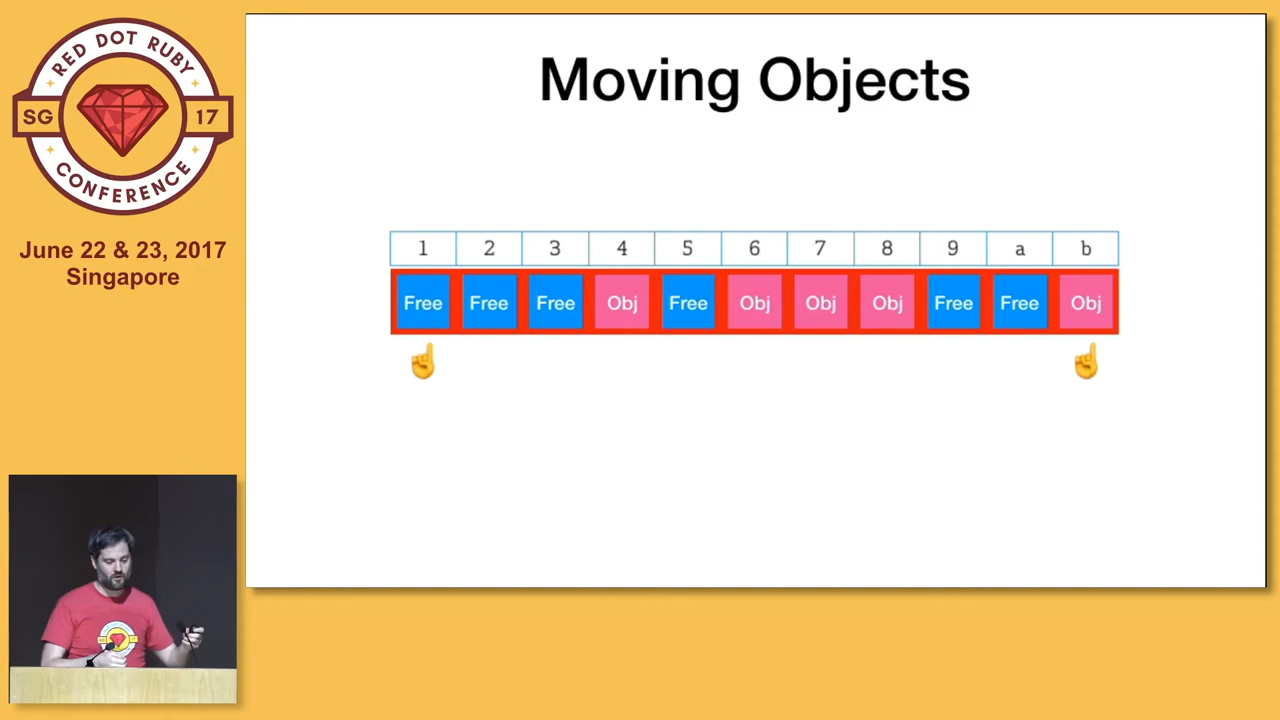 RED DOT RUBY
SG 17
CONFERENCE
June 22 & 23, 2017
Singapore
Moving Objects
1 2 3 4 5 6 7 8 9 a b
Free Free Free Obj Free Obj Obj Obj Free Free Obj